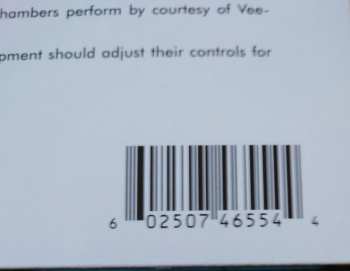 hambers perform by courtesy of Vee-
pment should adjust their controls for
6 02507 46554 4